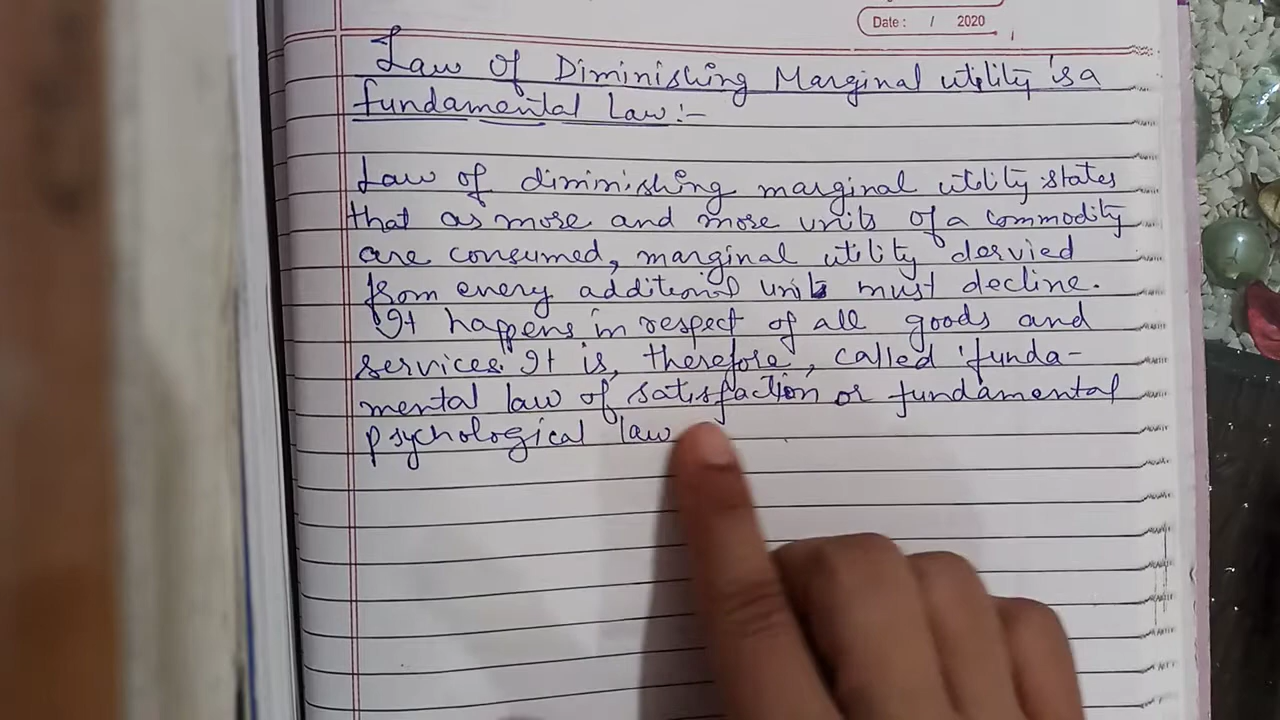 Date : / 2020
Law Of Diminishing Marginal utility is a
fundamental Law :-
Law of diminishing marginal utility states
that as more and more units of a commodity
are consumed, marginal utility dervied
from every additional unit must decline.
It happens in respect of all goods and
services. It is, therefore, called 'funda-
mental law of satisfaction or fundamental
psychological law